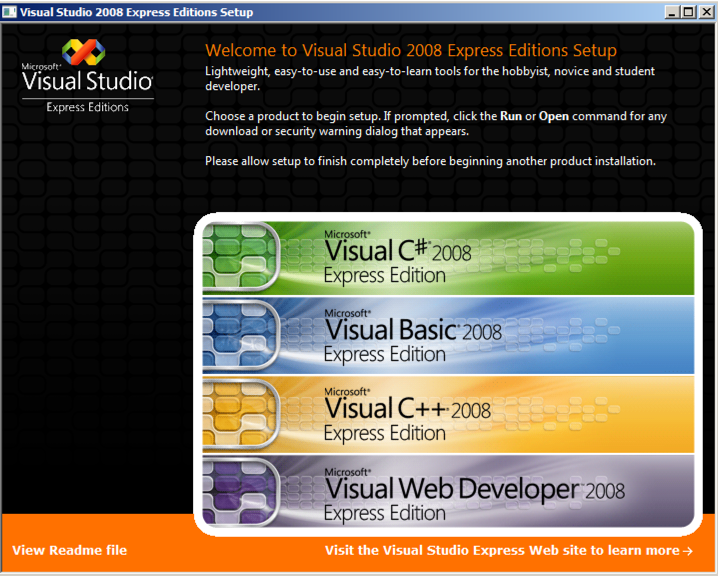 Visual Studio 2008 Express Editions Setup
Microsoft®
Visual Studio®
Express Editions
Welcome to Visual Studio 2008 Express Editions Setup
Lightweight, easy-to-use and easy-to-learn tools for the hobbyist, novice and student
developer.
Choose a product to begin setup. If prompted, click the Run or Open command for any
download or security warning dialog that appears.
Please allow setup to finish completely before beginning another product installation.
Microsoft®
Visual C#® 2008
Express Edition
Microsoft®
Visual Basic® 2008
Express Edition
Microsoft®
Visual C++® 2008
Express Edition
Microsoft®
Visual Web Developer™ 2008
Express Edition
View Readme file
Visit the Visual Studio Express Web site to learn more →